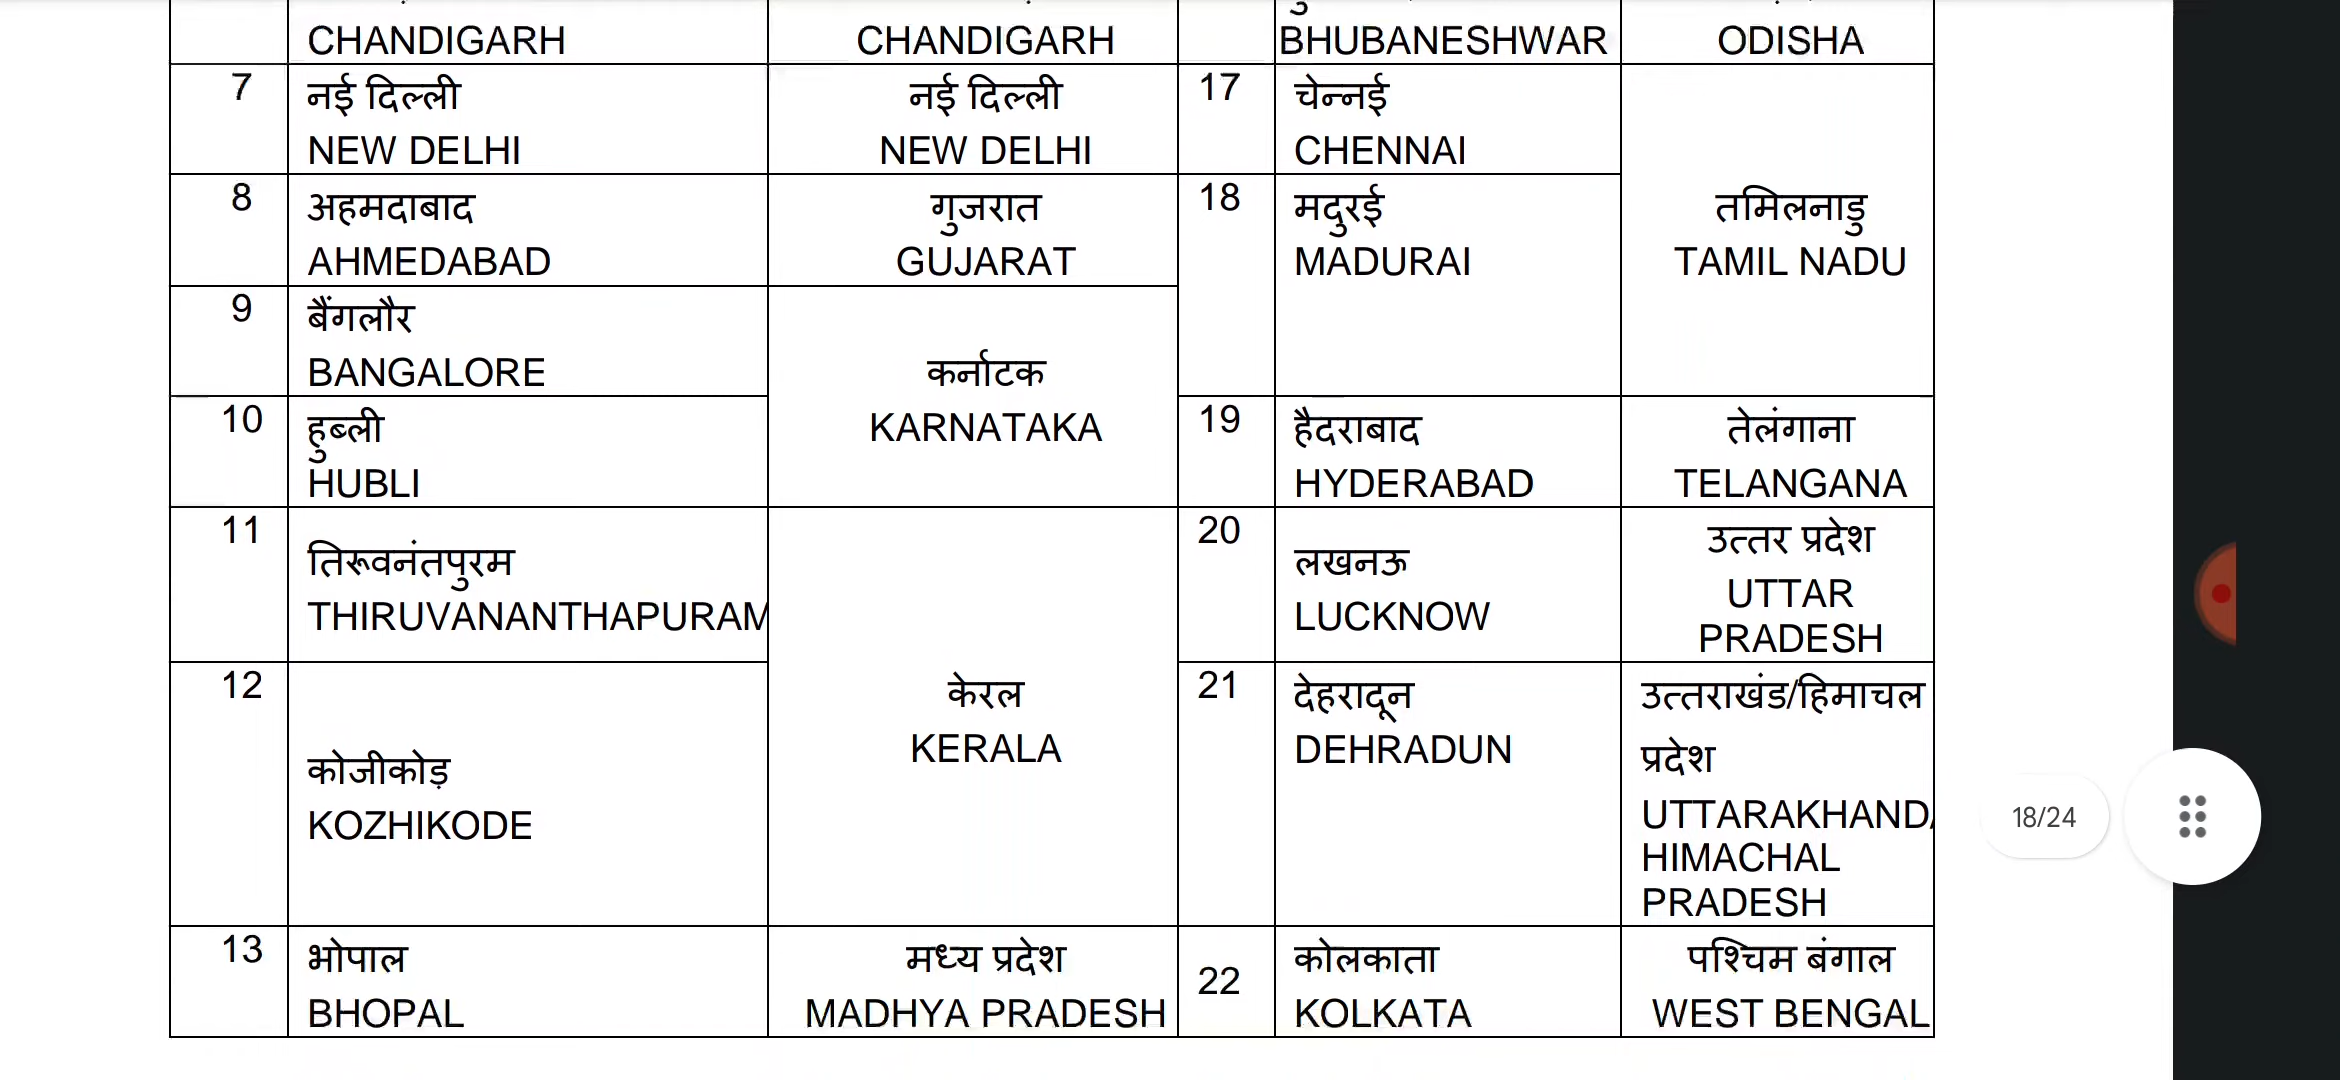 CHANDIGARH CHANDIGARH BHUBANESHWAR ODISHA
7 नई दिल्ली नई दिल्ली 17 चेन्नई
NEW DELHI NEW DELHI CHENNAI
8 अहमदाबाद गुजरात 18 मदुरई तमिलनाडु
AHMEDABAD GUJARAT MADURAI TAMIL NADU
9 बैंगलौर
BANGALORE कर्नाटक
10 हुब्ली KARNATAKA 19 हैदराबाद तेलंगाना
HUBLI HYDERABAD TELANGANA
11 तिरूवनंतपुरम 20 लखनऊ उत्तर प्रदेश
THIRUVANANTHAPURAM LUCKNOW UTTAR
PRADESH
12 केरल 21 देहरादून उत्तराखंड/हिमाचल
KERALA DEHRADUN प्रदेश
कोजीकोड़ UTTARAKHAND/
KOZHIKODE HIMACHAL
PRADESH
18/24
13 भोपाल मध्य प्रदेश 22 कोलकाता पश्चिम बंगाल
BHOPAL MADHYA PRADESH KOLKATA WEST BENGAL